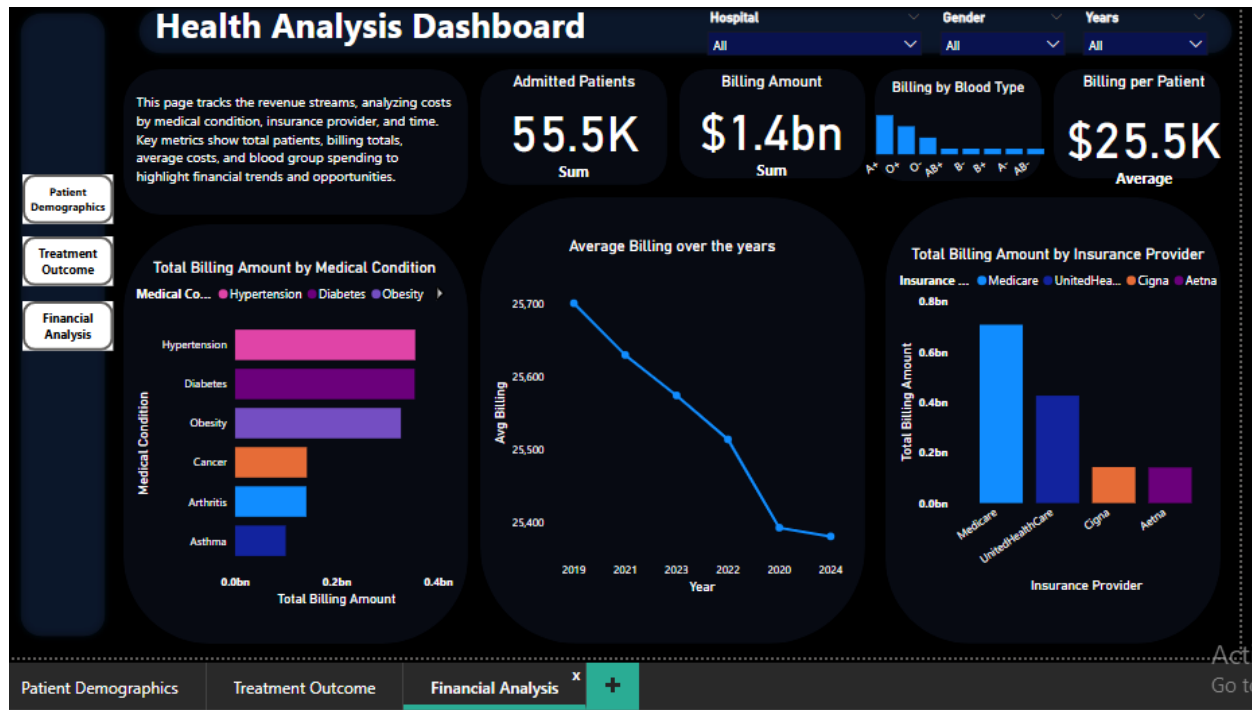 Health Analysis Dashboard
Hospital
All
Gender
All
Years
All
This page tracks the revenue streams, analyzing costs
by medical condition, insurance provider, and time.
Key metrics show total patients, billing totals,
average costs, and blood group spending to
highlight financial trends and opportunities.
Admitted Patients
55.5K
Sum
Billing Amount
$1.4bn
Sum
Billing by Blood Type
A+ O+ O- AB+ B- B+ A- AB-
Billing per Patient
$25.5K
Average
Patient
Demographics
Treatment
Outcome
Financial
Analysis
Total Billing Amount by Medical Condition
Medical Co... Hypertension Diabetes Obesity
Medical Condition
Hypertension
Diabetes
Obesity
Cancer
Arthritis
Asthma
0.0bn 0.2bn 0.4bn
Total Billing Amount
Average Billing over the years
Avg Billing
25,700
25,600
25,500
25,400
2019 2021 2023 2022 2020 2024
Year
Total Billing Amount by Insurance Provider
Insurance ... Medicare UnitedHea... Cigna Aetna
Total Billing Amount
0.8bn
0.6bn
0.4bn
0.2bn
0.0bn
Medicare UnitedHealthCare Cigna Aetna
Insurance Provider
Act
Go to
Patient Demographics Treatment Outcome Financial Analysis x +